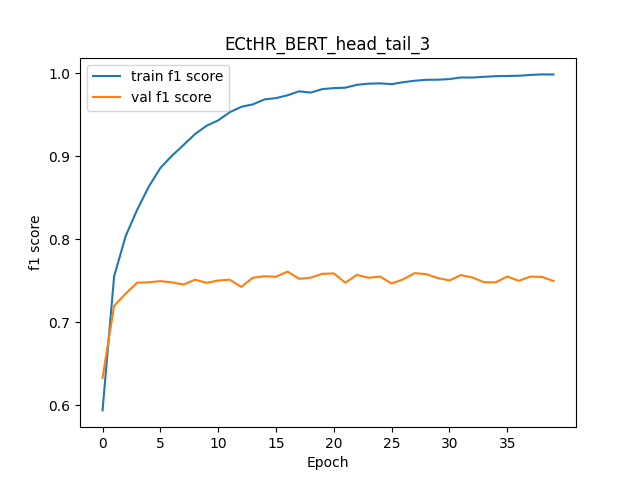 ECtHR_BERT_head_tail_3
train f1 score
val f1 score
1.0
0.9
0.8
0.7
0.6
f1 score
0 5 10 15 20 25 30 35
Epoch